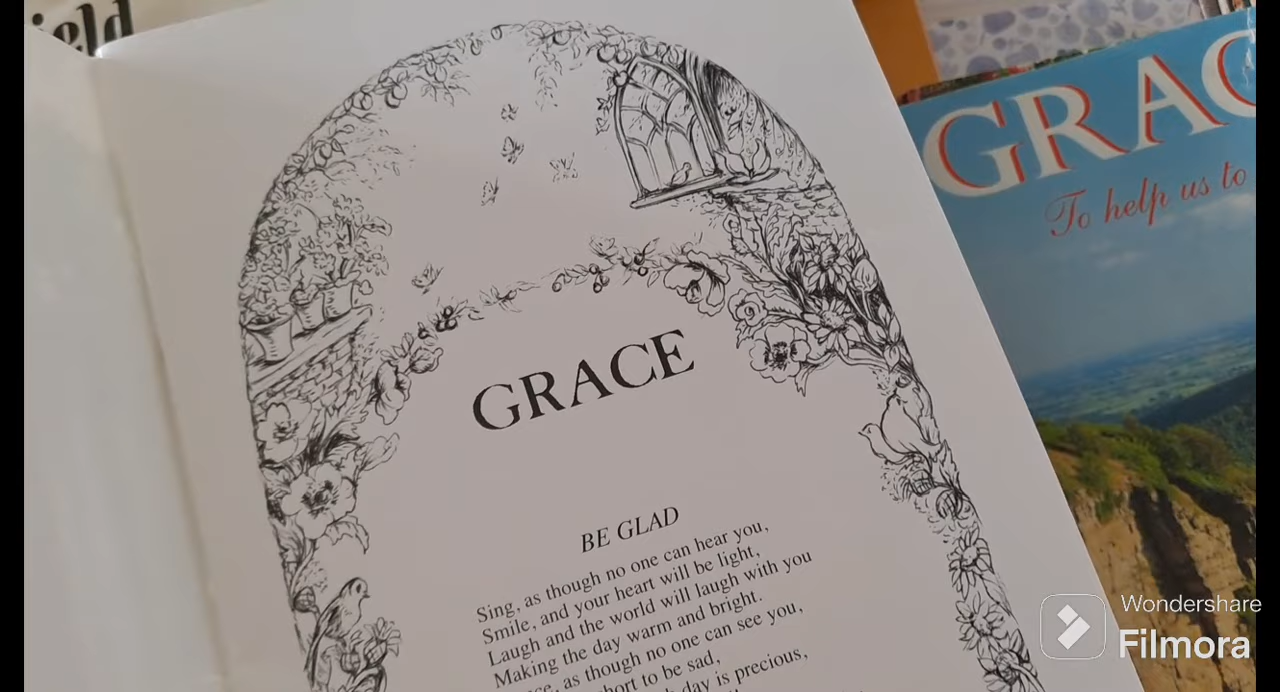 ield
GRACE
BE GLAD
Sing, as though no one can hear you,
Smile, and your heart will be light,
Laugh and the world will laugh with you
Making the day warm and bright.
as though no one can see you,
short to be sad,
day is precious,
GRAC
To help us to
Wondershare
Filmora